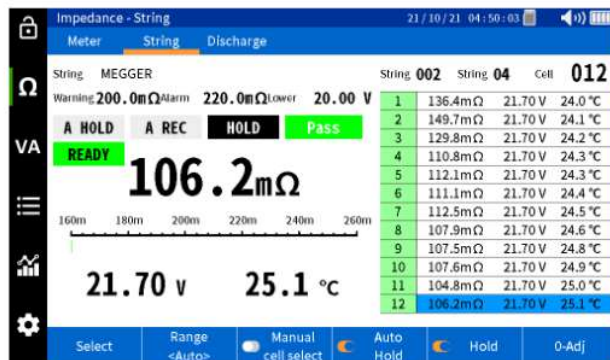 Impedance - String 21/10/21 04:50:03
Meter String Discharge
String MEGGER
String 002 String 04 Cell 012
Warning 200.0mΩ Alarm 220.0mΩ Lower 20.00 V
A HOLD A REC HOLD Pass
READY
106.2mΩ
160m 180m 200m 220m 240m 260m
21.70 V 25.1 °C
1 136.4mΩ 21.70 V 24.0 °C
2 149.7mΩ 21.70 V 24.1 °C
3 129.8mΩ 21.70 V 24.2 °C
4 110.8mΩ 21.70 V 24.3 °C
5 112.1mΩ 21.70 V 24.3 °C
6 111.1mΩ 21.70 V 24.4 °C
7 112.5mΩ 21.70 V 24.5 °C
8 107.9mΩ 21.70 V 24.6 °C
9 107.5mΩ 21.70 V 24.8 °C
10 107.6mΩ 21.70 V 24.9 °C
11 104.8mΩ 21.70 V 25.0 °C
12 106.2mΩ 21.70 V 25.1 °C
Ω
VA
Select
Range
<Auto>
Manual
cell select
Auto
Hold
Hold
0-Adj